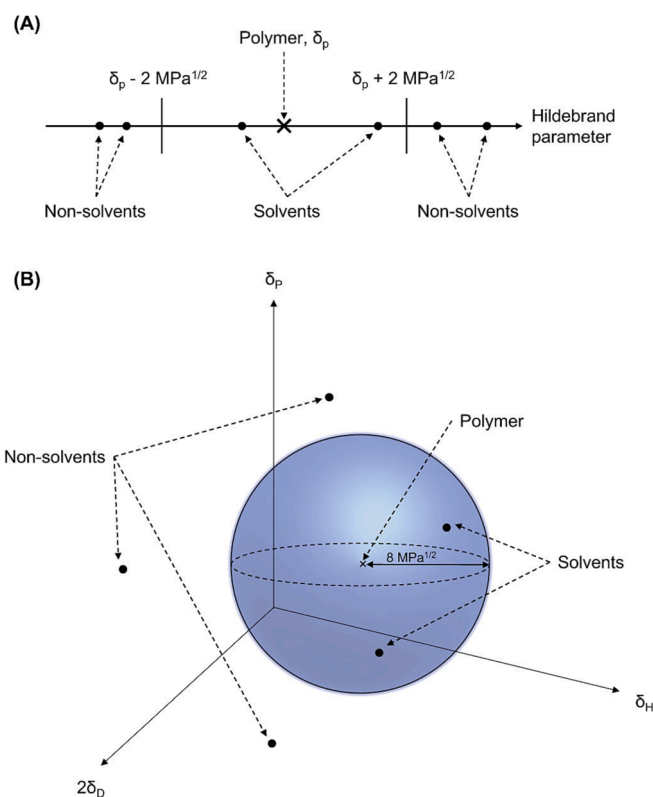 (A)
Polymer, δp
δp - 2 MPa1/2
δp + 2 MPa1/2
Hildebrand
parameter
Non-solvents
Solvents
Non-solvents
(B)
δP
Polymer
Non-solvents
8 MPa1/2
Solvents
δH
2δD